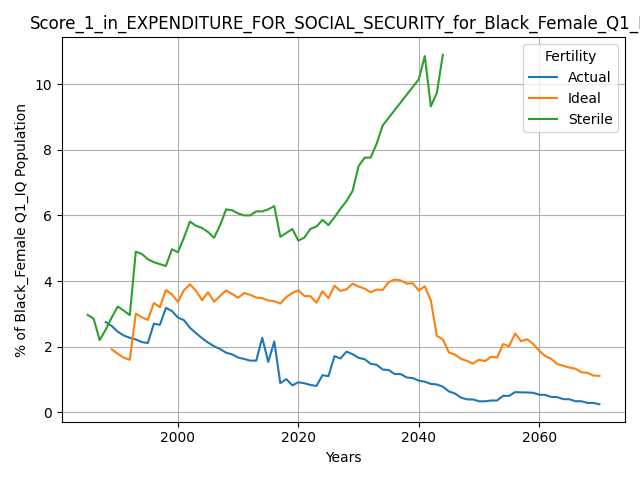 Score_1_in_EXPENDITURE_FOR_SOCIAL_SECURITY_for_Black_Female_Q1_I
% of Black_Female Q1_IQ Population
10
8
6
4
2
0
2000 2020 2040 2060
Years
Fertility
Actual
Ideal
Sterile